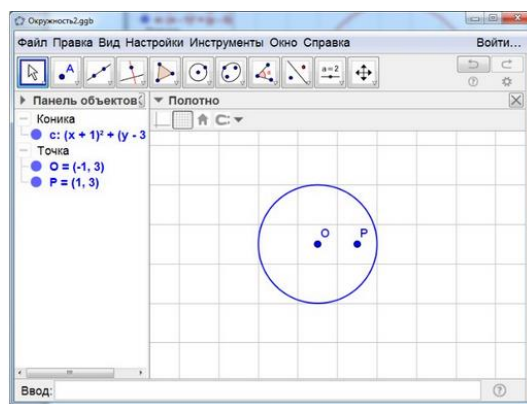 Окружность2.ggb
Файл Правка Вид Настройки Инструменты Окно Справка
Войти...
A
a=2
Панель объектов
Полотно
Коника
c: (x + 1)² + (y - 3
Точка
O = (-1, 3)
P = (1, 3)
O
P
Ввод: